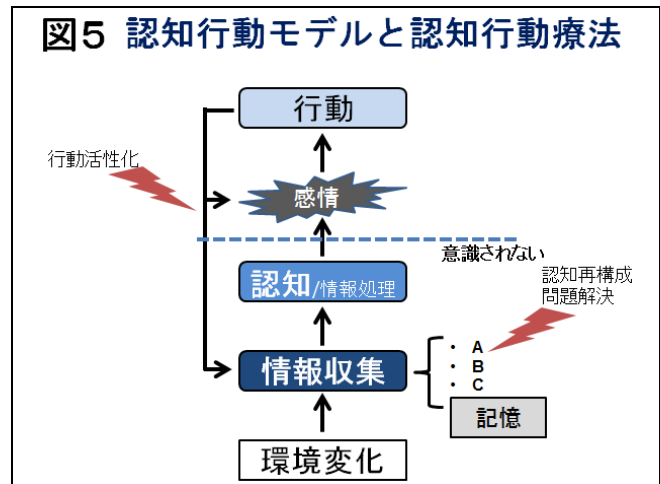 図5 認知行動モデルと認知行動療法
行動
行動活性化
感情
意識されない
認知/情報処理
認知再構成
問題解決
情報収集
・ A
・ B
・ C
記憶
環境変化